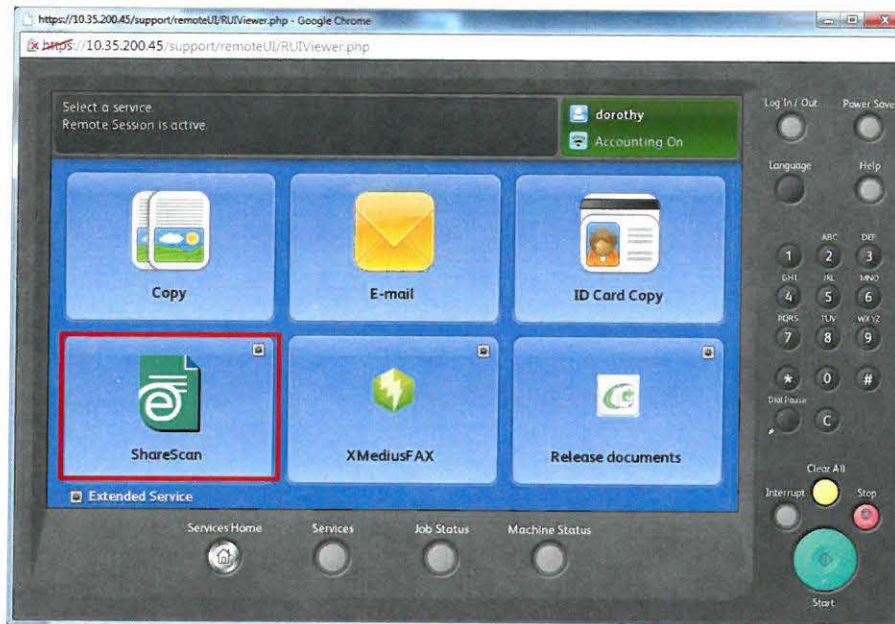 https://10.35.200.45/support/remoteUI/RUIViewer.php - Google Chrome
https://10.35.200.45/support/remoteUI/RUIViewer.php
Select a service.
Remote Session is active.
dorothy
Accounting On
Log In / Out
Power Save
Language
Help
Copy
E-mail
ID Card Copy
ABC
DEF
1
2
3
GHI
JKL
MNO
4
5
6
PQRS
TUV
WXYZ
7
8
9
*
0
#
Dial Pause
C
ShareScan
XMediusFAX
Release documents
Extended Service
Clear All
Interrupt
Stop
Services Home
Services
Job Status
Machine Status
Start